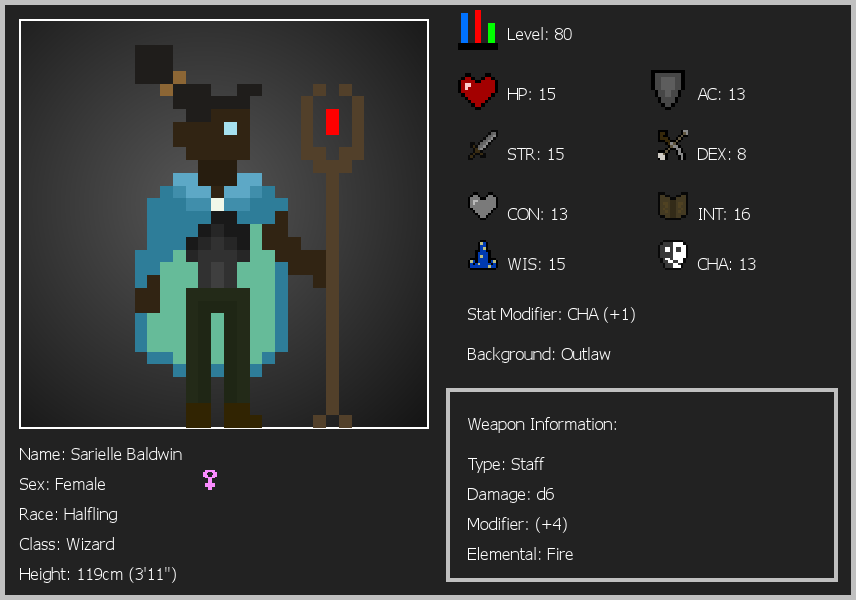 Level: 80
HP: 15
AC: 13
STR: 15
DEX: 8
CON: 13
INT: 16
WIS: 15
CHA: 13
Stat Modifier: CHA (+1)
Background: Outlaw
Weapon Information:
Type: Staff
Damage: d6
Modifier: (+4)
Elemental: Fire
Name: Sarielle Baldwin
Sex: Female
Race: Halfling
Class: Wizard
Height: 119cm (3'11")